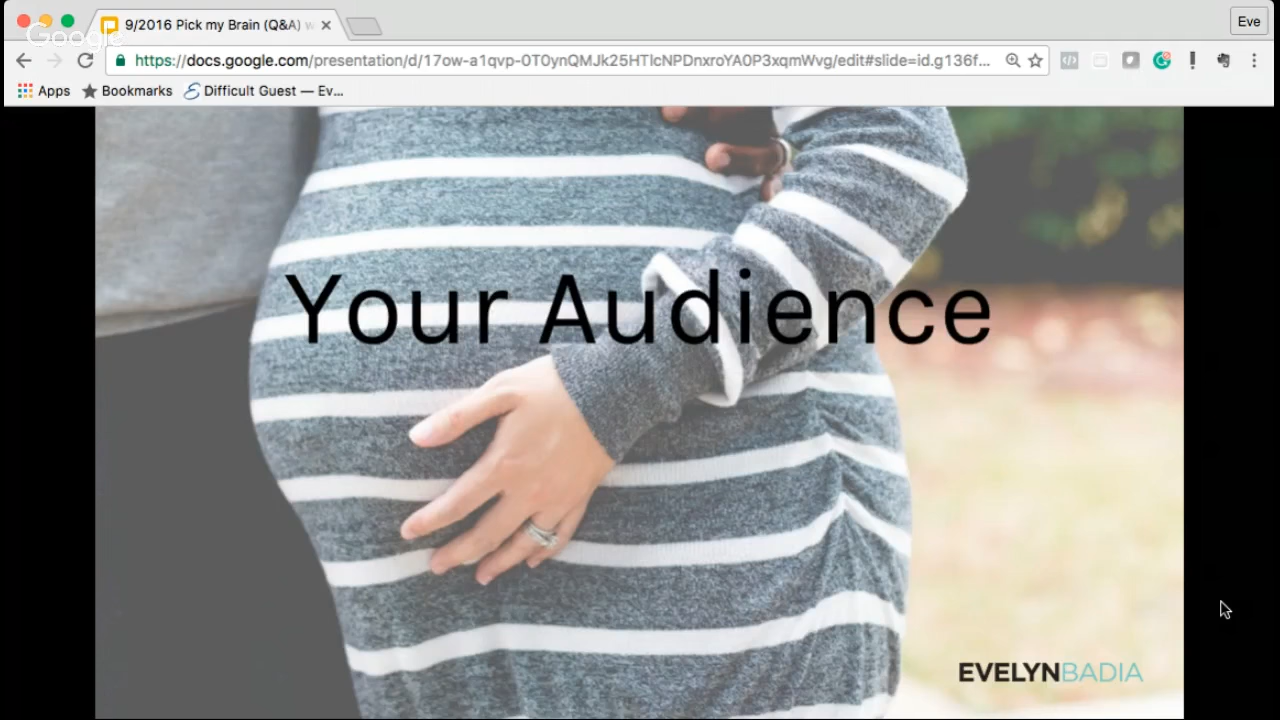 9/2016 Pick my Brain (Q&A) w
Eve
Google
https://docs.google.com/presentation/d/17ow-a1qvp-0T0ynQMJk25HTlcNPDnxroYA0P3xqmWvg/edit#slide=id.g136f...
Apps
Bookmarks
Difficult Guest — Ev...
Your Audience
EVELYNBADIA